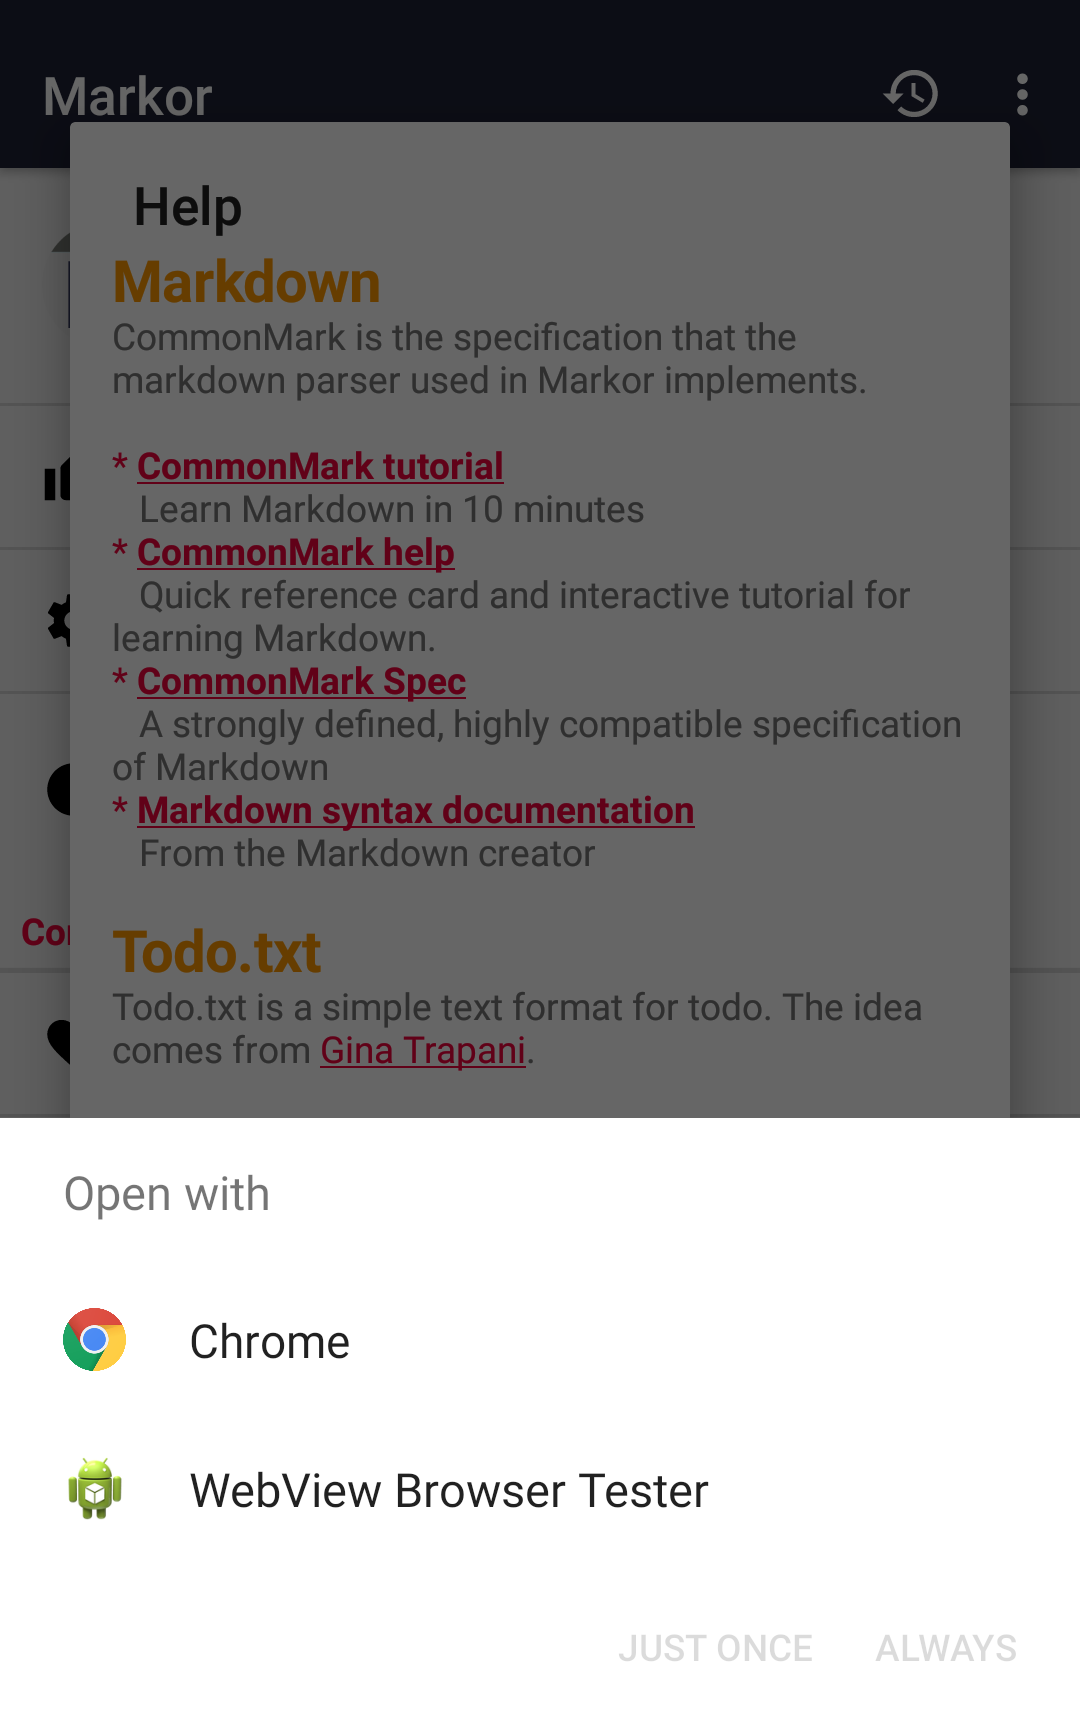 Markor
Help
Markdown
CommonMark is the specification that the
markdown parser used in Markor implements.
* CommonMark tutorial
Learn Markdown in 10 minutes
* CommonMark help
Quick reference card and interactive tutorial for
learning Markdown.
* CommonMark Spec
A strongly defined, highly compatible specification
of Markdown
* Markdown syntax documentation
From the Markdown creator
Todo.txt
Todo.txt is a simple text format for todo. The idea
comes from Gina Trapani.
Open with
Chrome
WebView Browser Tester
JUST ONCE ALWAYS